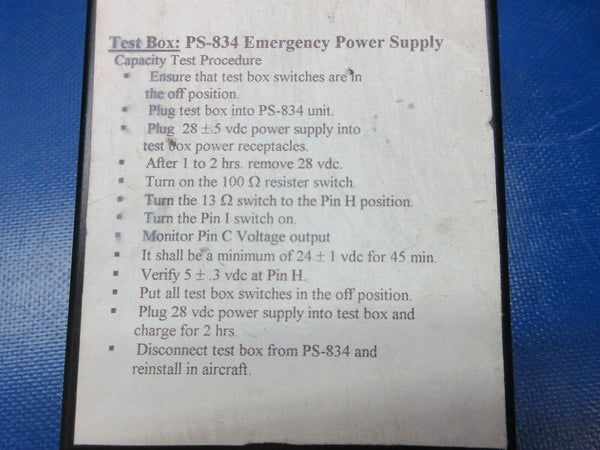 Test Box: PS-834 Emergency Power Supply
Capacity Test Procedure
▪ Ensure that test box switches are in
the off position.
▪ Plug test box into PS-834 unit.
▪ Plug 28 ± 5 vdc power supply into
test box power receptacles.
▪ After 1 to 2 hrs. remove 28 vdc.
▪ Turn on the 100 Ω resister switch.
▪ Turn the 13 Ω switch to the Pin H position.
▪ Turn the Pin I switch on.
▪ Monitor Pin C Voltage output
▪ It shall be a minimum of 24 ± 1 vdc for 45 min.
▪ Verify 5 ± .3 vdc at Pin H.
▪ Put all test box switches in the off position.
▪ Plug 28 vdc power supply into test box and
charge for 2 hrs.
▪ Disconnect test box from PS-834 and
reinstall in aircraft.